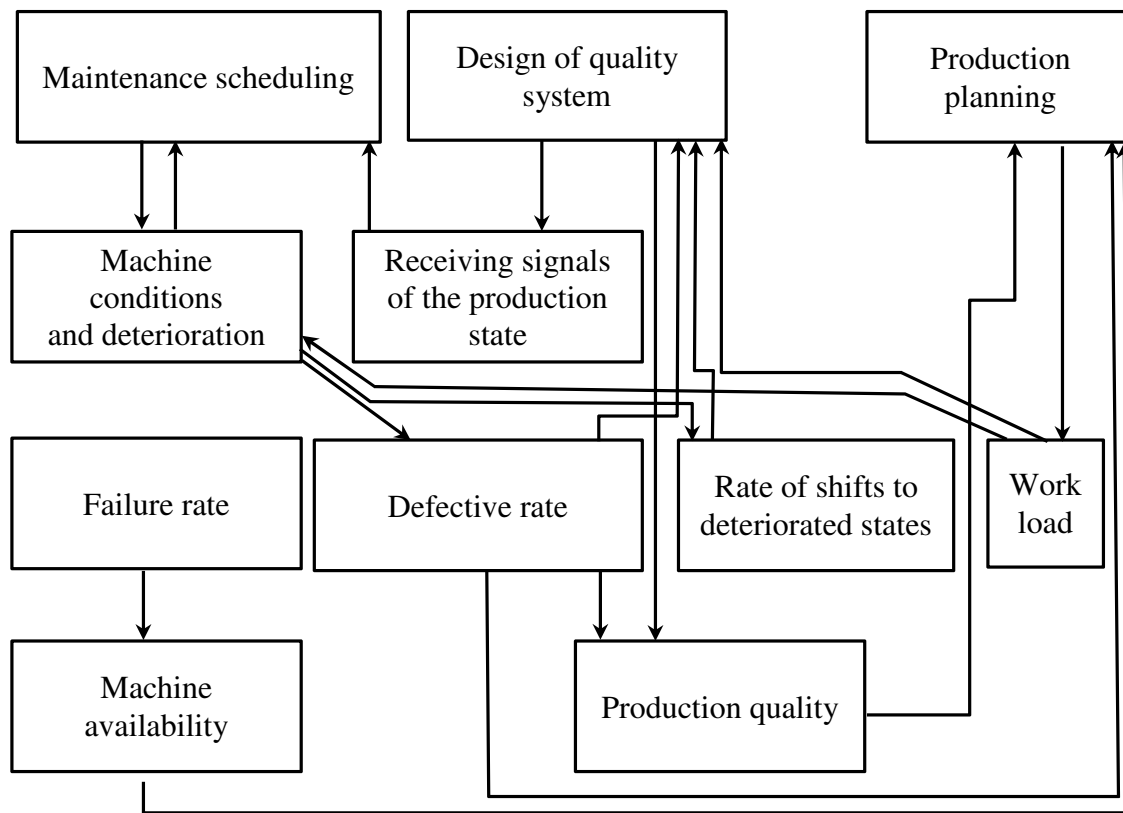 Maintenance scheduling
Design of quality
system
Production
planning
Machine
conditions
and deterioration
Receiving signals
of the production
state
Failure rate
Defective rate
Rate of shifts to
deteriorated states
Work
load
Machine
availability
Production quality